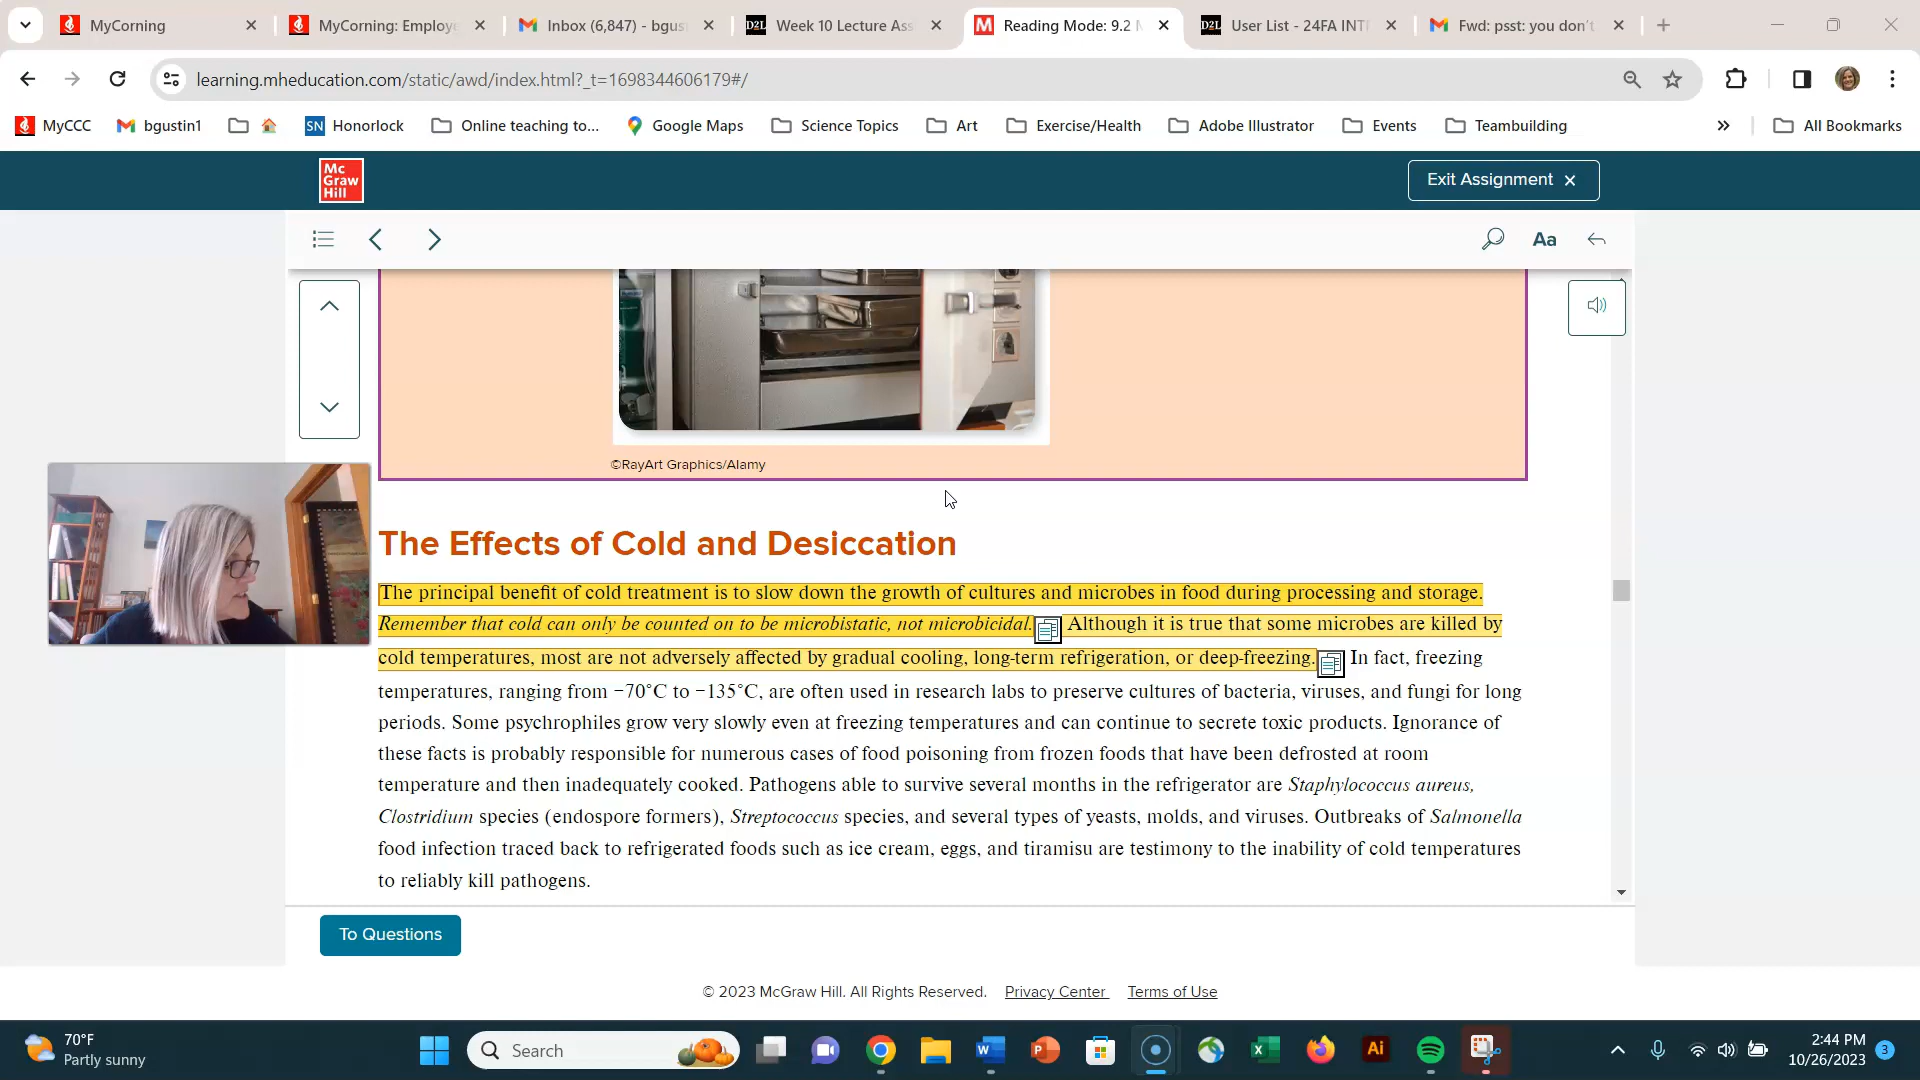 MyCorning
MyCorning: Employe
Inbox (6,847) - bgus
Week 10 Lecture Ass
Reading Mode: 9.2
User List - 24FA INT
Fwd: psst: you don't
learning.mheducation.com/static/awd/index.html?_t=1698344606179#/
MyCCC
bgustin1
SN Honorlock
Online teaching to...
Google Maps
Science Topics
Art
Exercise/Health
Adobe Illustrator
Events
Teambuilding
All Bookmarks
Mc
Graw
Hill
Exit Assignment
Aa
©RayArt Graphics/Alamy
The Effects of Cold and Desiccation
The principal benefit of cold treatment is to slow down the growth of cultures and microbes in food during processing and storage.
Remember that cold can only be counted on to be microbistatic, not microbicidal. Although it is true that some microbes are killed by
cold temperatures, most are not adversely affected by gradual cooling, long-term refrigeration, or deep-freezing. In fact, freezing
temperatures, ranging from −70°C to −135°C, are often used in research labs to preserve cultures of bacteria, viruses, and fungi for long
periods. Some psychrophiles grow very slowly even at freezing temperatures and can continue to secrete toxic products. Ignorance of
these facts is probably responsible for numerous cases of food poisoning from frozen foods that have been defrosted at room
temperature and then inadequately cooked. Pathogens able to survive several months in the refrigerator are Staphylococcus aureus,
Clostridium species (endospore formers), Streptococcus species, and several types of yeasts, molds, and viruses. Outbreaks of Salmonella
food infection traced back to refrigerated foods such as ice cream, eggs, and tiramisu are testimony to the inability of cold temperatures
to reliably kill pathogens.
To Questions
© 2023 McGraw Hill. All Rights Reserved. Privacy Center Terms of Use
70°F
Partly sunny
Search
2:44 PM
10/26/2023
3